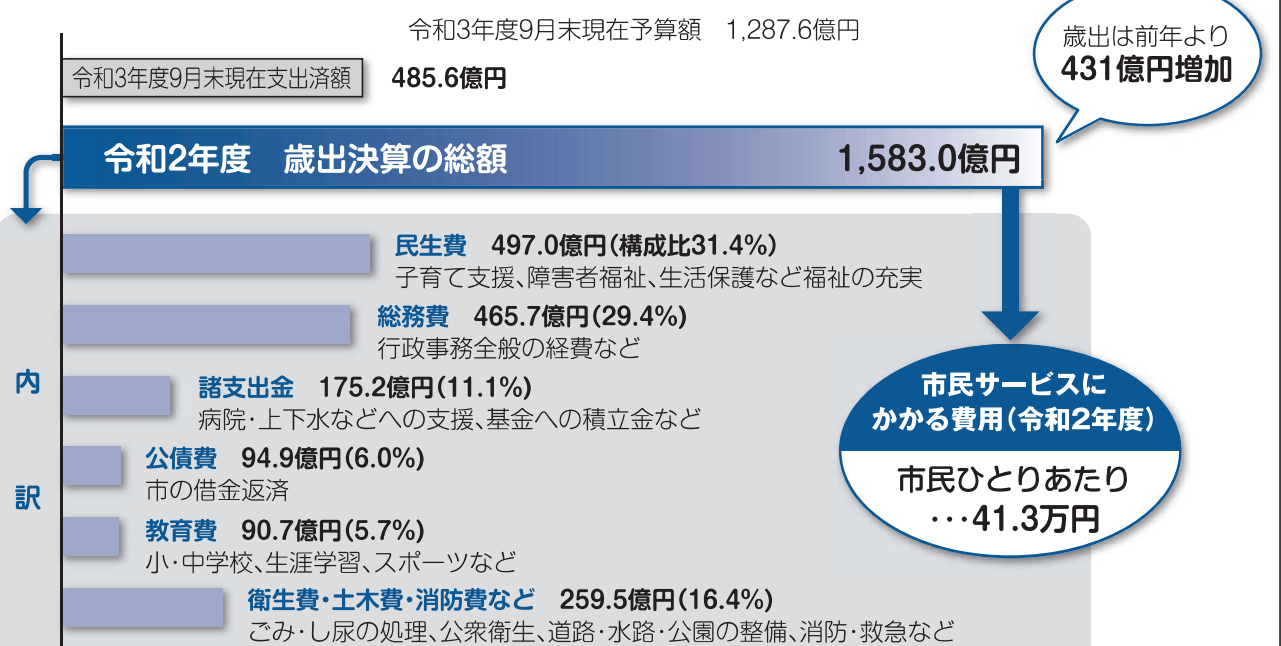 令和3年度9月末現在予算額　1,287.6億円
歳出は前年より
431億円増加
令和3年度9月末現在支出済額　485.6億円
令和2年度　歳出決算の総額　1,583.0億円
内訳
民生費　497.0億円(構成比31.4%)
子育て支援、障害者福祉、生活保護など福祉の充実
総務費　465.7億円(29.4%)
行政事務全般の経費など
諸支出金　175.2億円(11.1%)
病院・上下水などへの支援、基金への積立金など
公債費　94.9億円(6.0%)
市の借金返済
教育費　90.7億円(5.7%)
小・中学校、生涯学習、スポーツなど
衛生費・土木費・消防費など　259.5億円(16.4%)
ごみ・し尿の処理、公衆衛生、道路・水路・公園の整備、消防・救急など
市民サービスに
かかる費用(令和2年度)
市民ひとりあたり
･･･41.3万円